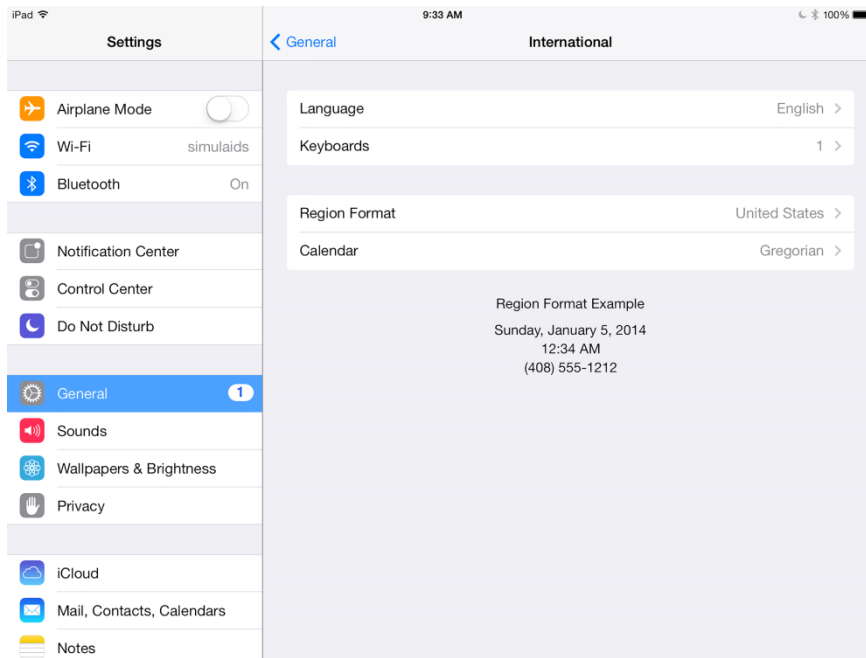 iPad 9:33 AM 100%
Settings
General International
Airplane Mode
Wi-Fi simulaids
Bluetooth On
Notification Center
Control Center
Do Not Disturb
General 1
Sounds
Wallpapers & Brightness
Privacy
iCloud
Mail, Contacts, Calendars
Notes
Language English
Keyboards 1
Region Format United States
Calendar Gregorian
Region Format Example
Sunday, January 5, 2014
12:34 AM
(408) 555-1212